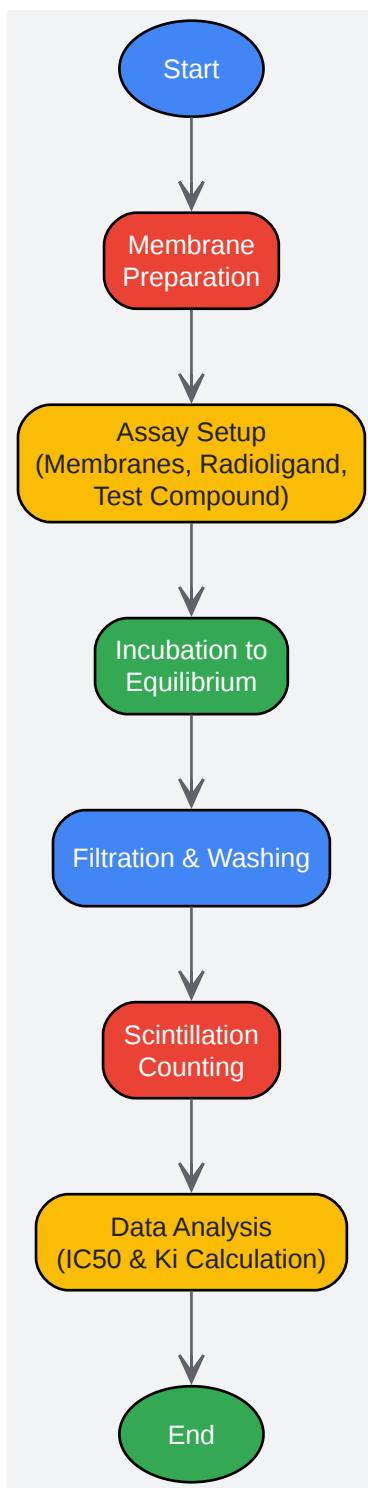 Start
Membrane
Preparation
Assay Setup
(Membranes, Radioligand,
Test Compound)
Incubation to
Equilibrium
Filtration & Washing
Scintillation
Counting
Data Analysis
(IC50 & Ki Calculation)
End